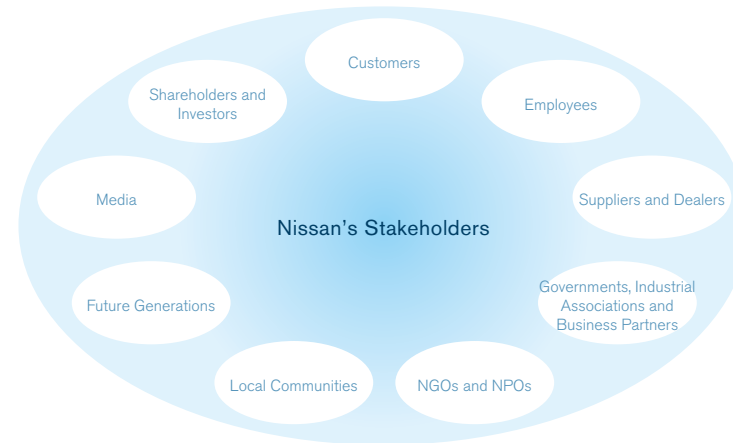 Customers
Shareholders and
Investors
Employees
Media
Suppliers and Dealers
Nissan’s Stakeholders
Future Generations
Governments, Industrial
Associations and
Business Partners
Local Communities
NGOs and NPOs